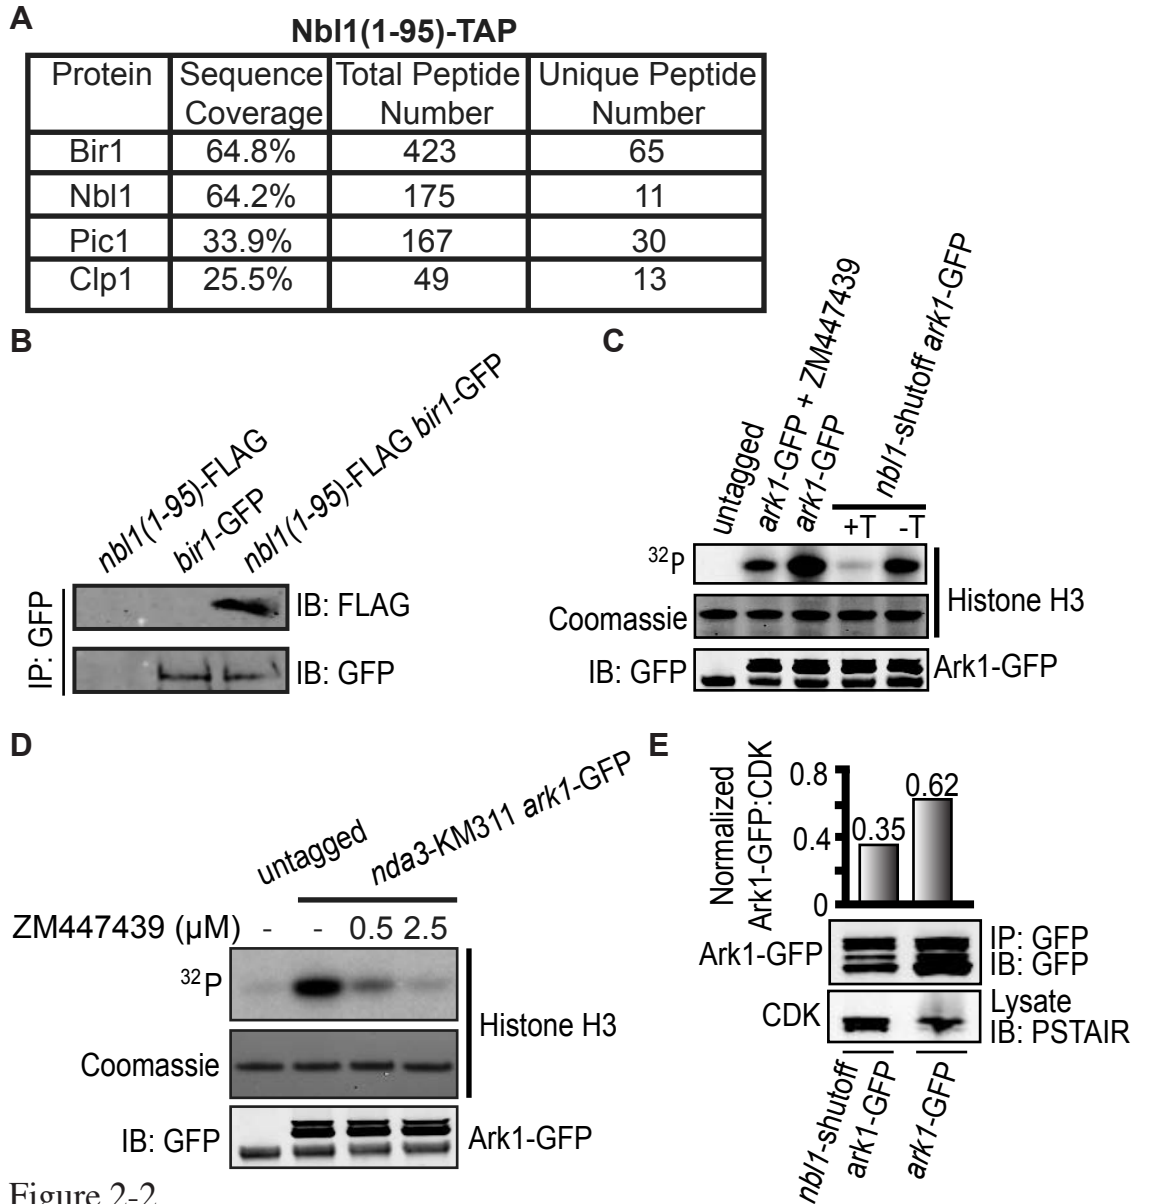 A
Nbl1(1-95)-TAP
Protein Sequence Coverage Total Peptide Number Unique Peptide Number
Bir1 64.8% 423 65
Nbl1 64.2% 175 11
Pic1 33.9% 167 30
Clp1 25.5% 49 13
B
nbl1(1-95)-FLAG
bir1-GFP
nbl1(1-95)-FLAG bir1-GFP
IP: GFP
IB: FLAG
IB: GFP
C
untagged
ark1-GFP + ZM447439
ark1-GFP
nbl1-shutoff ark1-GFP
+T -T
32P
Coomassie
Histone H3
IB: GFP
Ark1-GFP
D
untagged
nda3-KM311 ark1-GFP
ZM447439 (µM) - - 0.5 2.5
32P
Coomassie
Histone H3
IB: GFP
Ark1-GFP
E
Normalized
Ark1-GFP:CDK
0.8
0.4
0
0.35
0.62
Ark1-GFP
IP: GFP
IB: GFP
CDK
Lysate
IB: PSTAIR
nbl1-shutoff
ark1-GFP
ark1-GFP
Figure 2-2